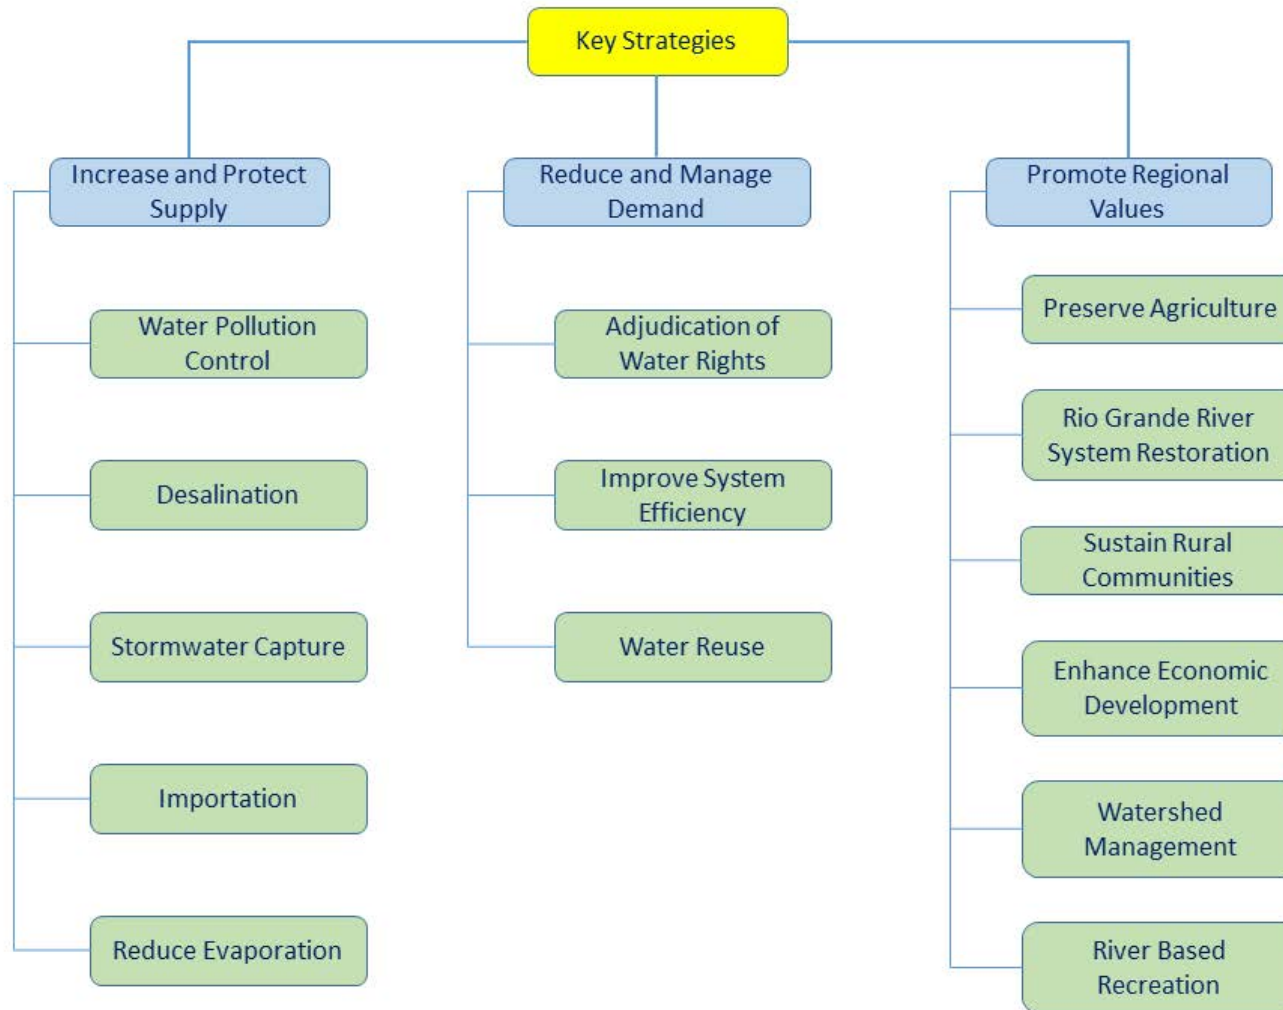 Key Strategies
Increase and Protect
Supply
Water Pollution
Control
Desalination
Stormwater Capture
Importation
Reduce Evaporation
Reduce and Manage
Demand
Adjudication of
Water Rights
Improve System
Efficiency
Water Reuse
Promote Regional
Values
Preserve Agriculture
Rio Grande River
System Restoration
Sustain Rural
Communities
Enhance Economic
Development
Watershed
Management
River Based
Recreation